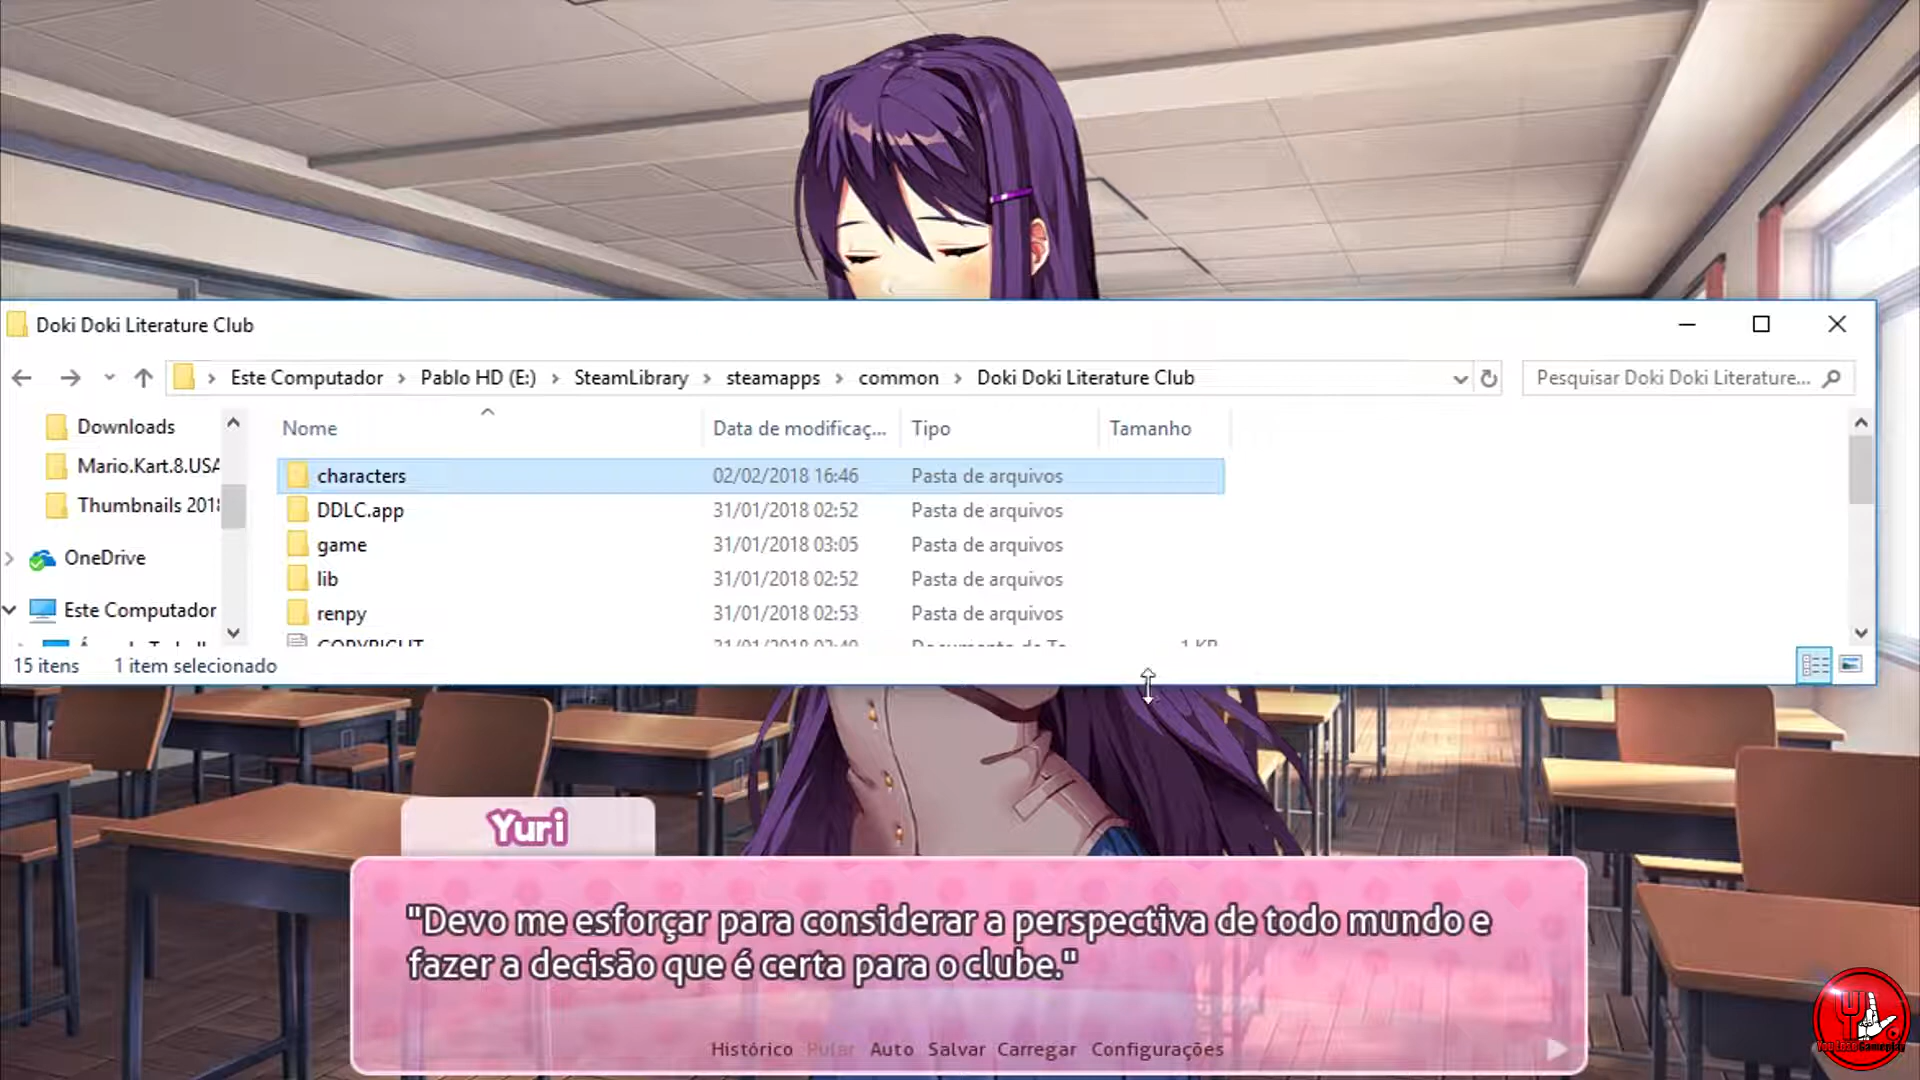 Doki Doki Literature Club
Este Computador › Pablo HD (E:) › SteamLibrary › steamapps › common › Doki Doki Literature Club
Pesquisar Doki Doki Literature...
Downloads
Mario.Kart.8.USA
Thumbnails 2018
OneDrive
Este Computador
Nome Data de modificaç... Tipo Tamanho
characters 02/02/2018 16:46 Pasta de arquivos
DDLC.app 31/01/2018 02:52 Pasta de arquivos
game 31/01/2018 03:05 Pasta de arquivos
lib 31/01/2018 02:52 Pasta de arquivos
renpy 31/01/2018 02:53 Pasta de arquivos
COPYRIGHT
15 itens 1 item selecionado
Yuri
"Devo me esforçar para considerar a perspectiva de todo mundo e
fazer a decisão que é certa para o clube."
Histórico Pular Auto Salvar Carregar Configurações